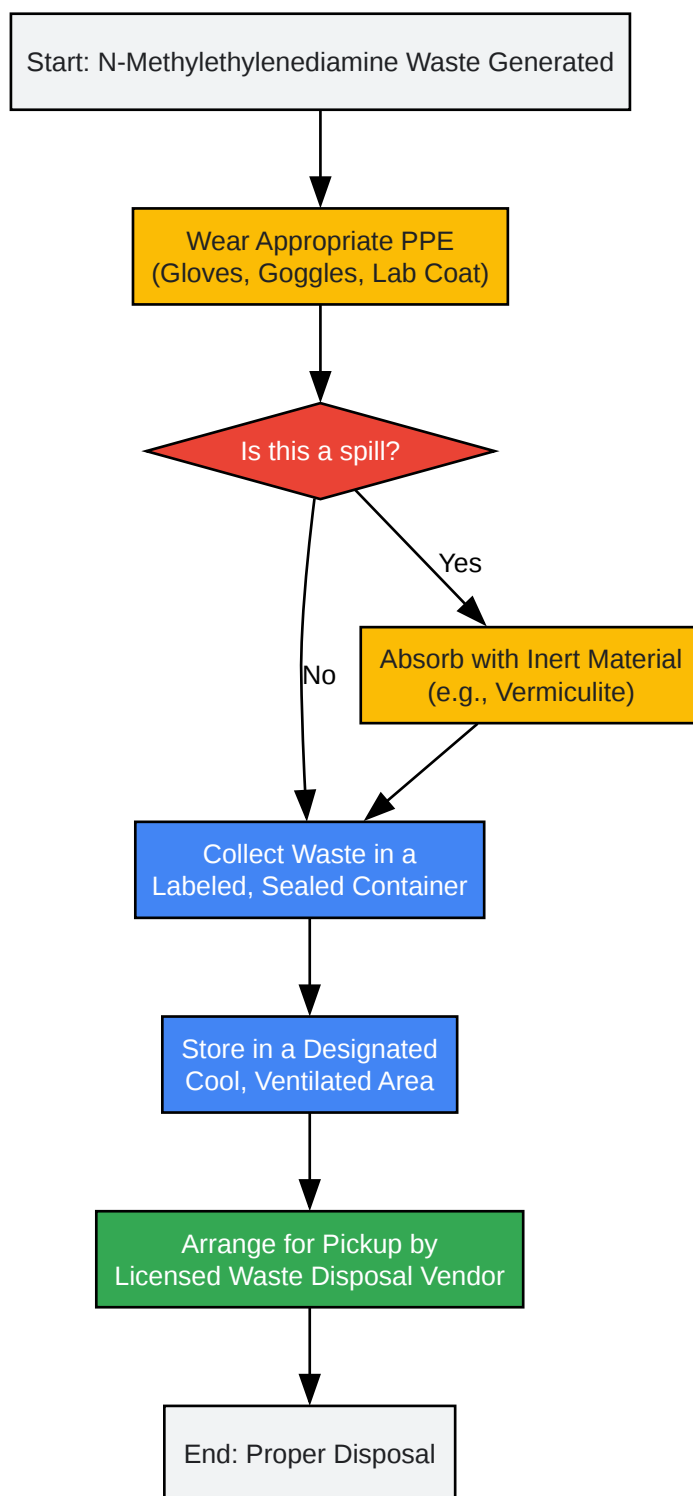 Start: N-Methylethylenediamine Waste Generated
Wear Appropriate PPE
(Gloves, Goggles, Lab Coat)
Is this a spill?
Yes
Absorb with Inert Material
(e.g., Vermiculite)
No
Collect Waste in a
Labeled, Sealed Container
Store in a Designated
Cool, Ventilated Area
Arrange for Pickup by
Licensed Waste Disposal Vendor
End: Proper Disposal